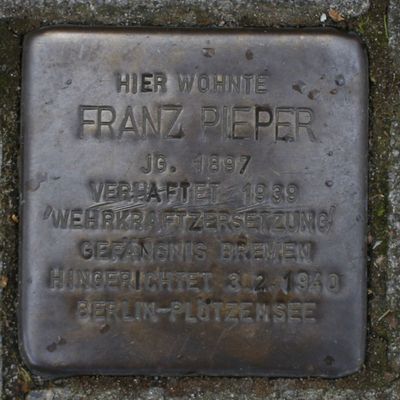 HIER WOHNTE
FRANZ PIEPER
JG. 1897
VERHAFTET 1939
'WEHRKRAFTZERSETZUNG'
GEFÄNGNIS BREMEN
HINGERICHTET 3.2.1940
BERLIN-PLÖTZENSEE